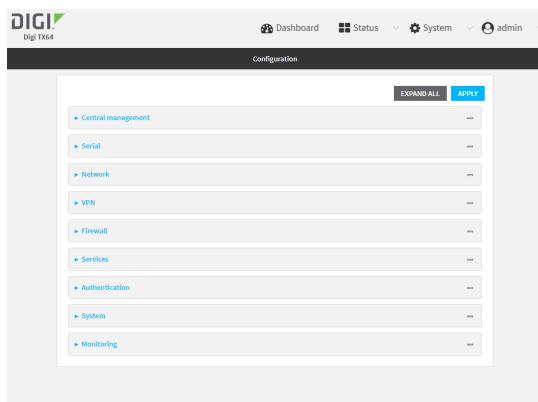 DIGI
Digi TX64
Dashboard Status System admin
Configuration
EXPAND ALL APPLY
Central management
Serial
Network
VPN
Firewall
Services
Authentication
System
Monitoring